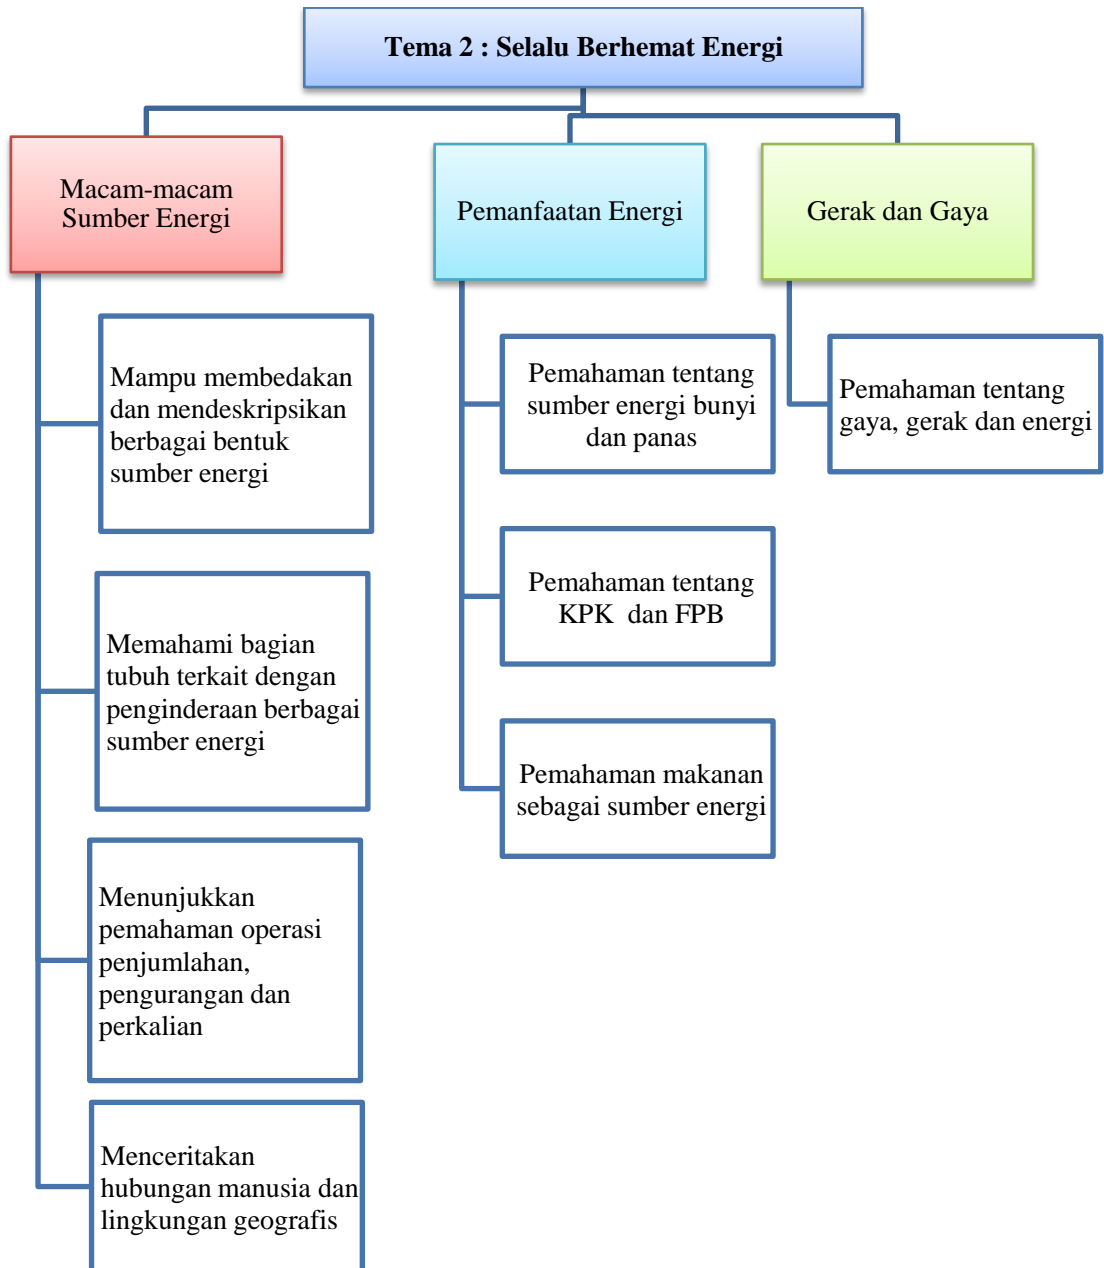 Tema 2 : Selalu Berhemat Energi
Macam-macam
Sumber Energi
Mampu membedakan
dan mendeskripsikan
berbagai bentuk
sumber energi
Memahami bagian
tubuh terkait dengan
penginderaan berbagai
sumber energi
Menunjukkan
pemahaman operasi
penjumlahan,
pengurangan dan
perkalian
Menceritakan
hubungan manusia dan
lingkungan geografis
Pemanfaatan Energi
Pemahaman tentang
sumber energi bunyi
dan panas
Pemahaman tentang
KPK  dan FPB
Pemahaman makanan
sebagai sumber energi
Gerak dan Gaya
Pemahaman tentang
gaya, gerak dan energi